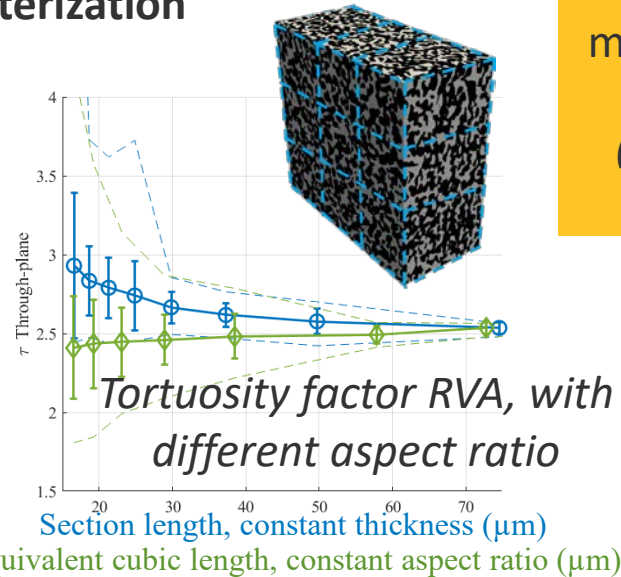 terization
m
(
4
3.5
3
2.5
2
1.5
τ Through-plane
Tortuosity factor RVA, with
different aspect ratio
20 30 40 50 60 70
Section length, constant thickness (µm)
quivalent cubic length, constant aspect ratio (µm)